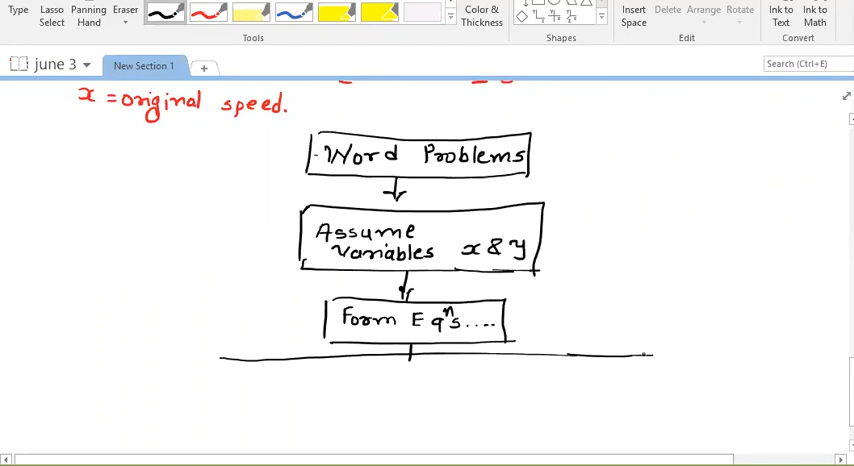 Type
Lasso Select
Panning Hand
Eraser
Color & Thickness
Insert Space
Delete
Arrange
Rotate
Ink to Text
Ink to Math
Tools
Shapes
Edit
Convert
june 3
New Section 1
Search (Ctrl+E)
x = original speed.
Word Problems
Assume
Variables x & y
Form Eqⁿs....